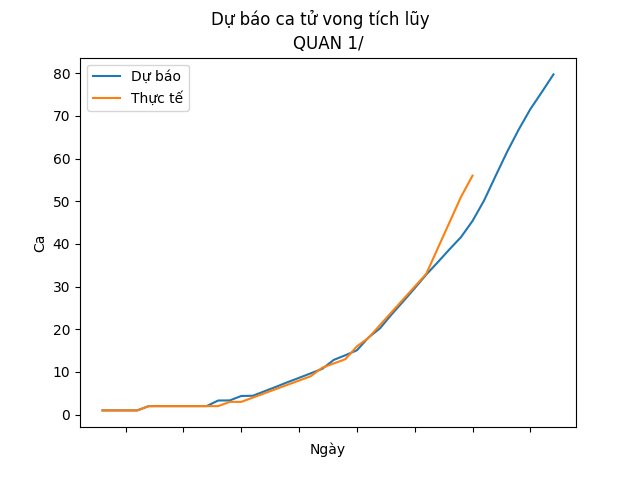 Dự báo ca tử vong tích lũy
QUAN 1/
Dự báo
Thực tế
80
70
60
50
40
30
20
10
0
Ca
Ngày